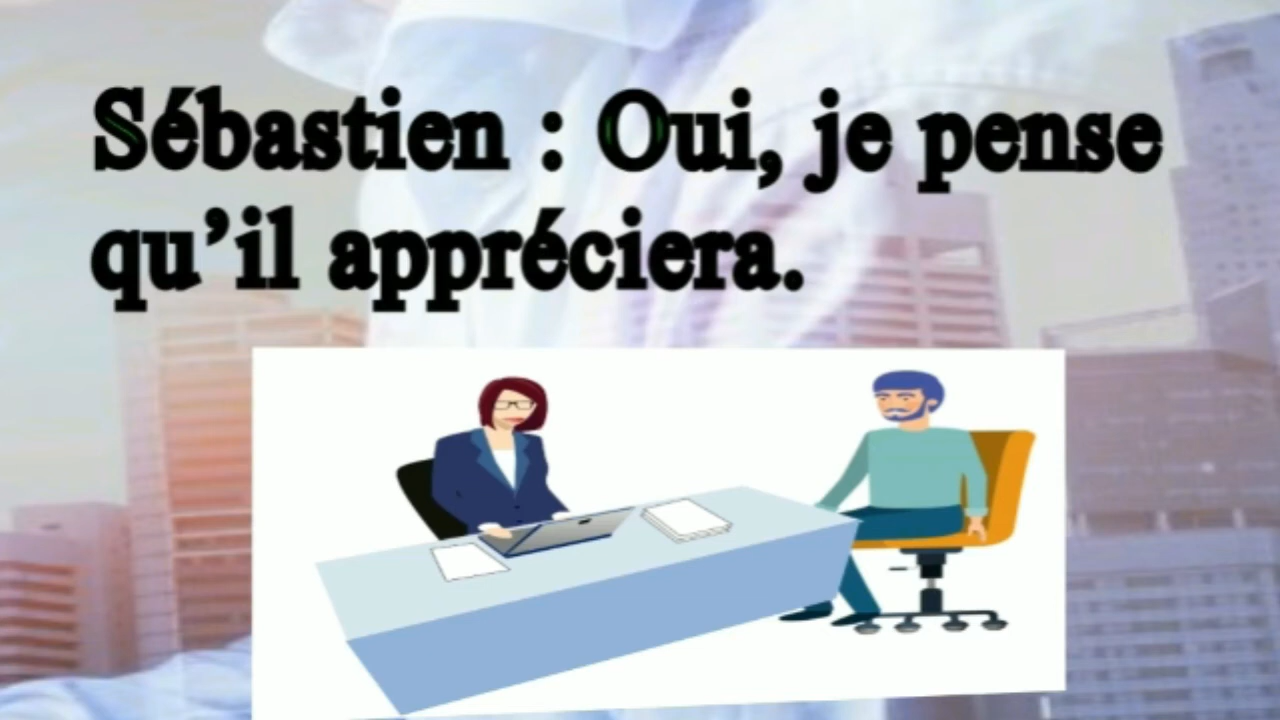 Sébastien : Oui, je pense
qu’il appréciera.